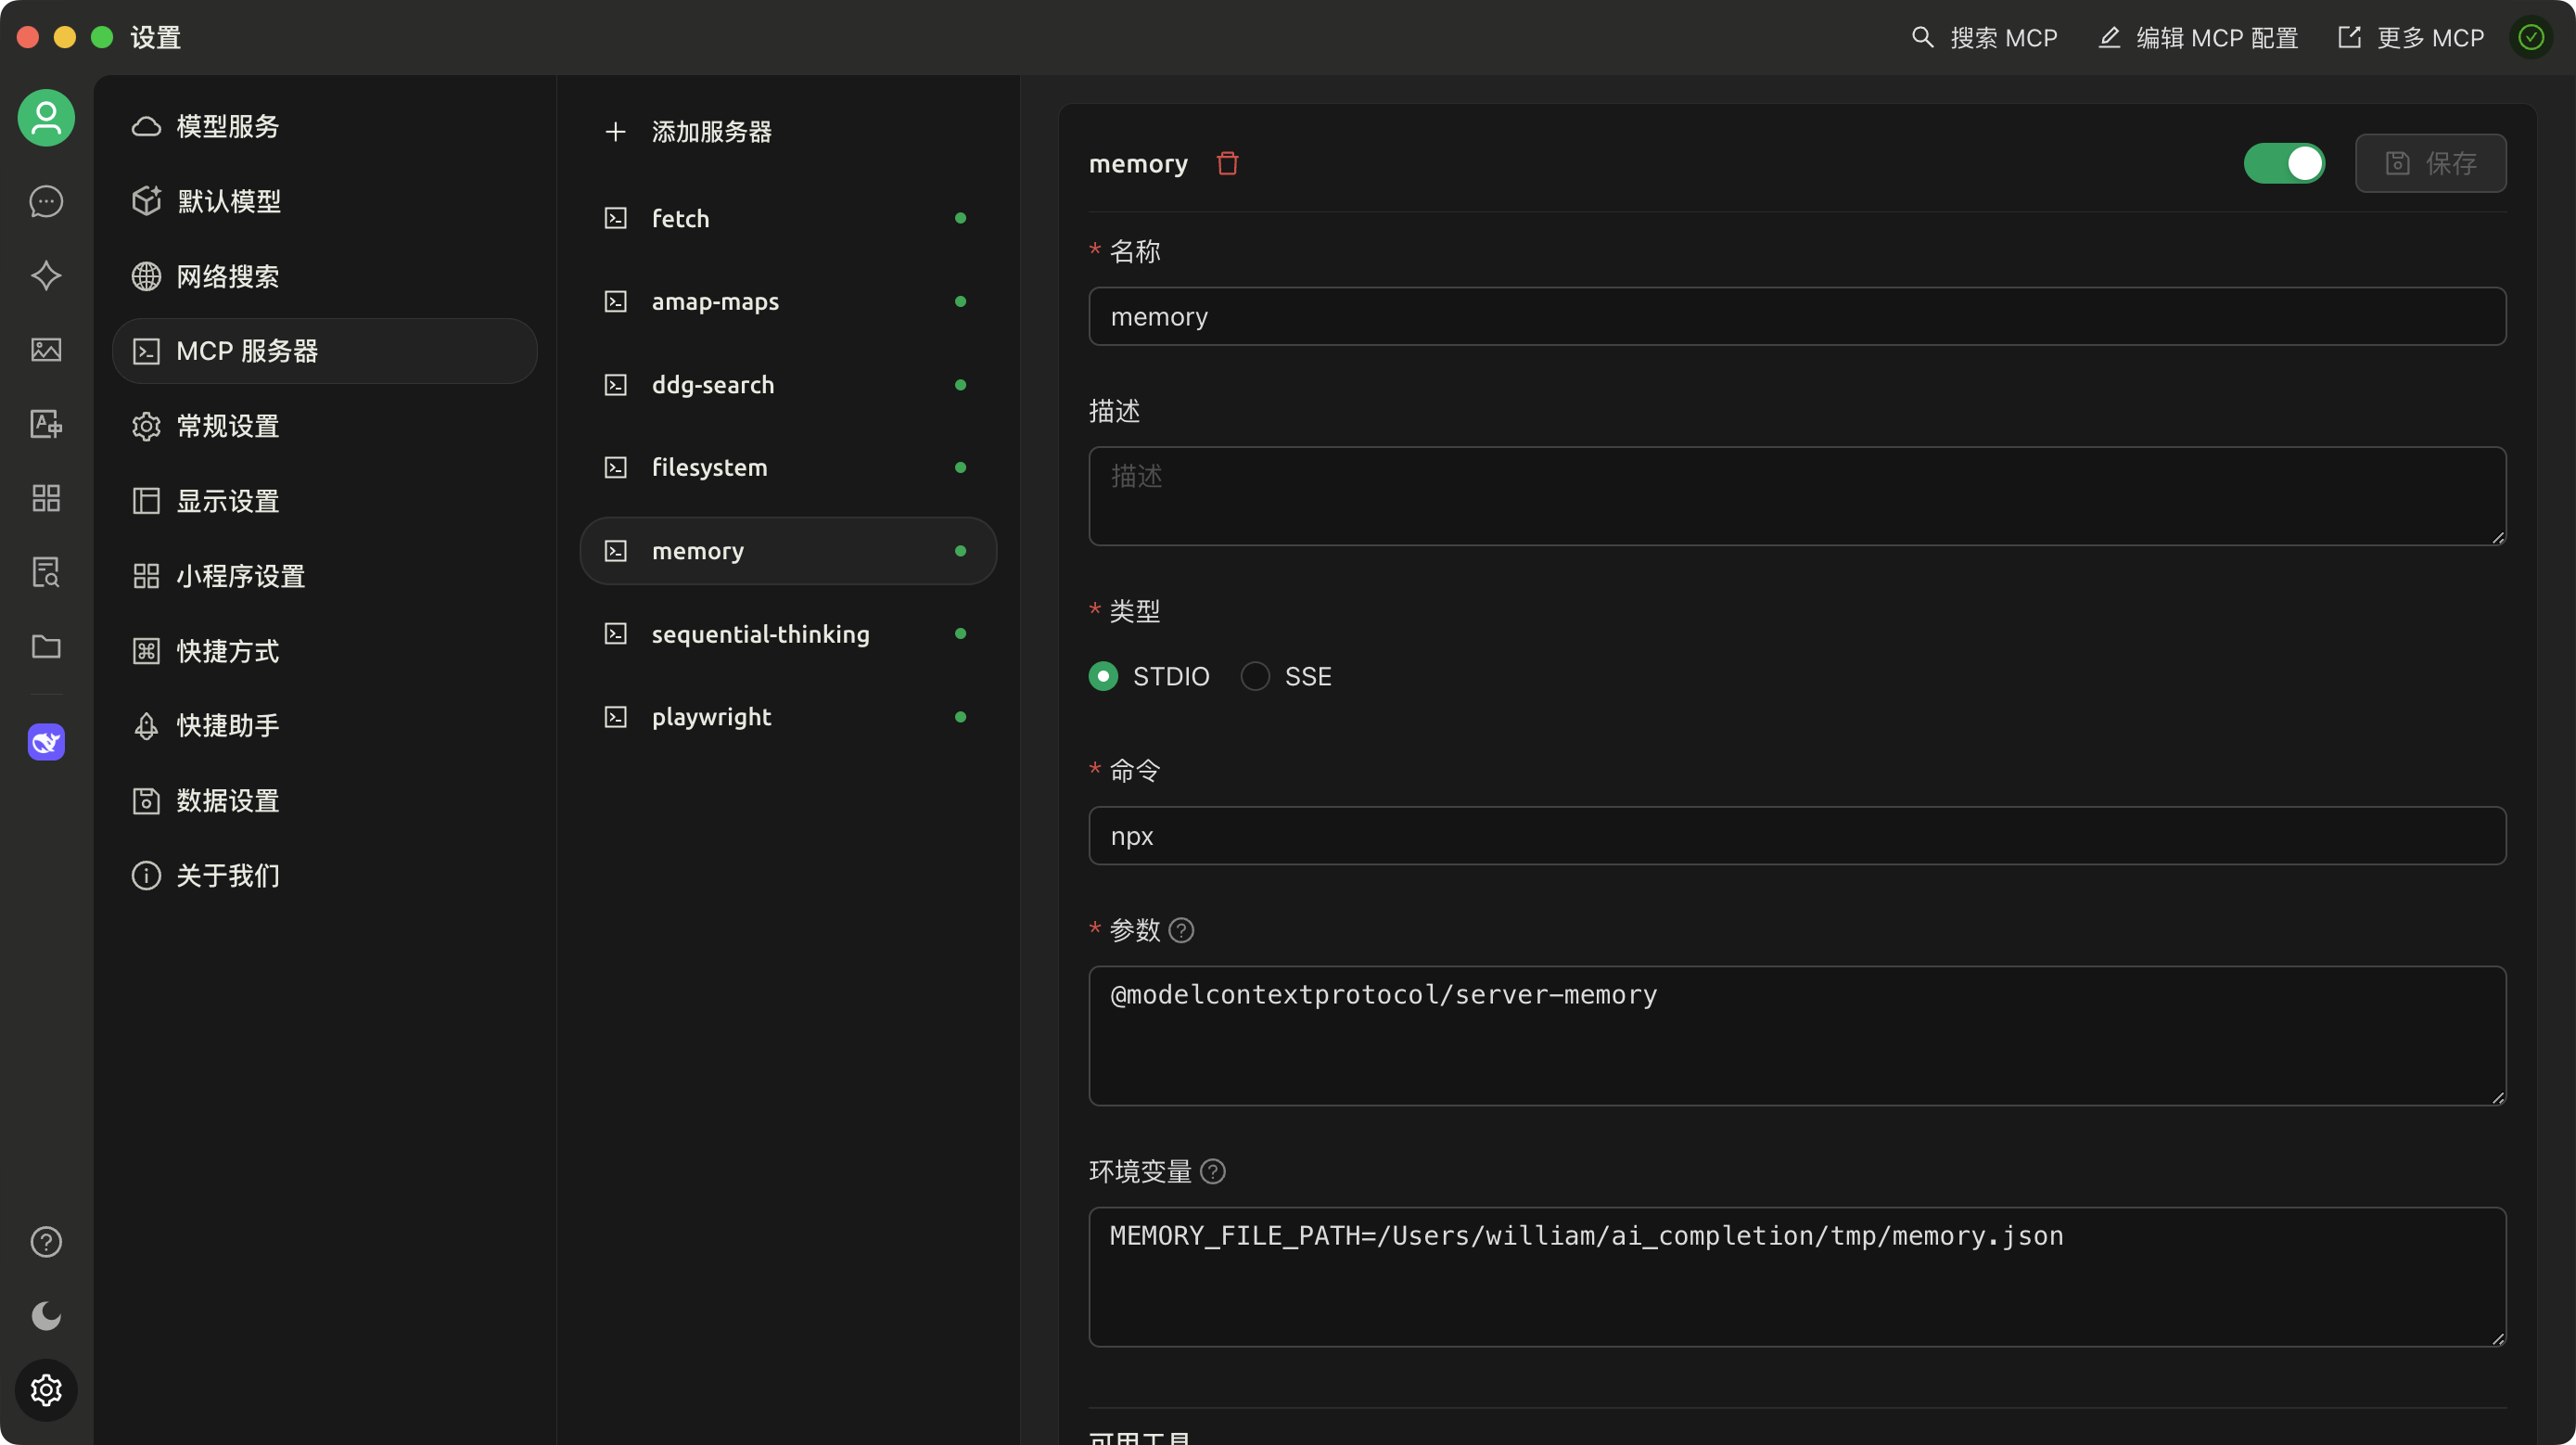 设置
搜索 MCP
编辑 MCP 配置
更多 MCP
模型服务
默认模型
网络搜索
MCP 服务器
常规设置
显示设置
小程序设置
快捷方式
快捷助手
数据设置
关于我们
添加服务器
fetch
amap-maps
ddg-search
filesystem
memory
sequential-thinking
playwright
memory
保存
* 名称
memory
描述
描述
* 类型
STDIO
SSE
* 命令
npx
* 参数
@modelcontextprotocol/server-memory
环境变量
MEMORY_FILE_PATH=/Users/william/ai_completion/tmp/memory.json
可用工具